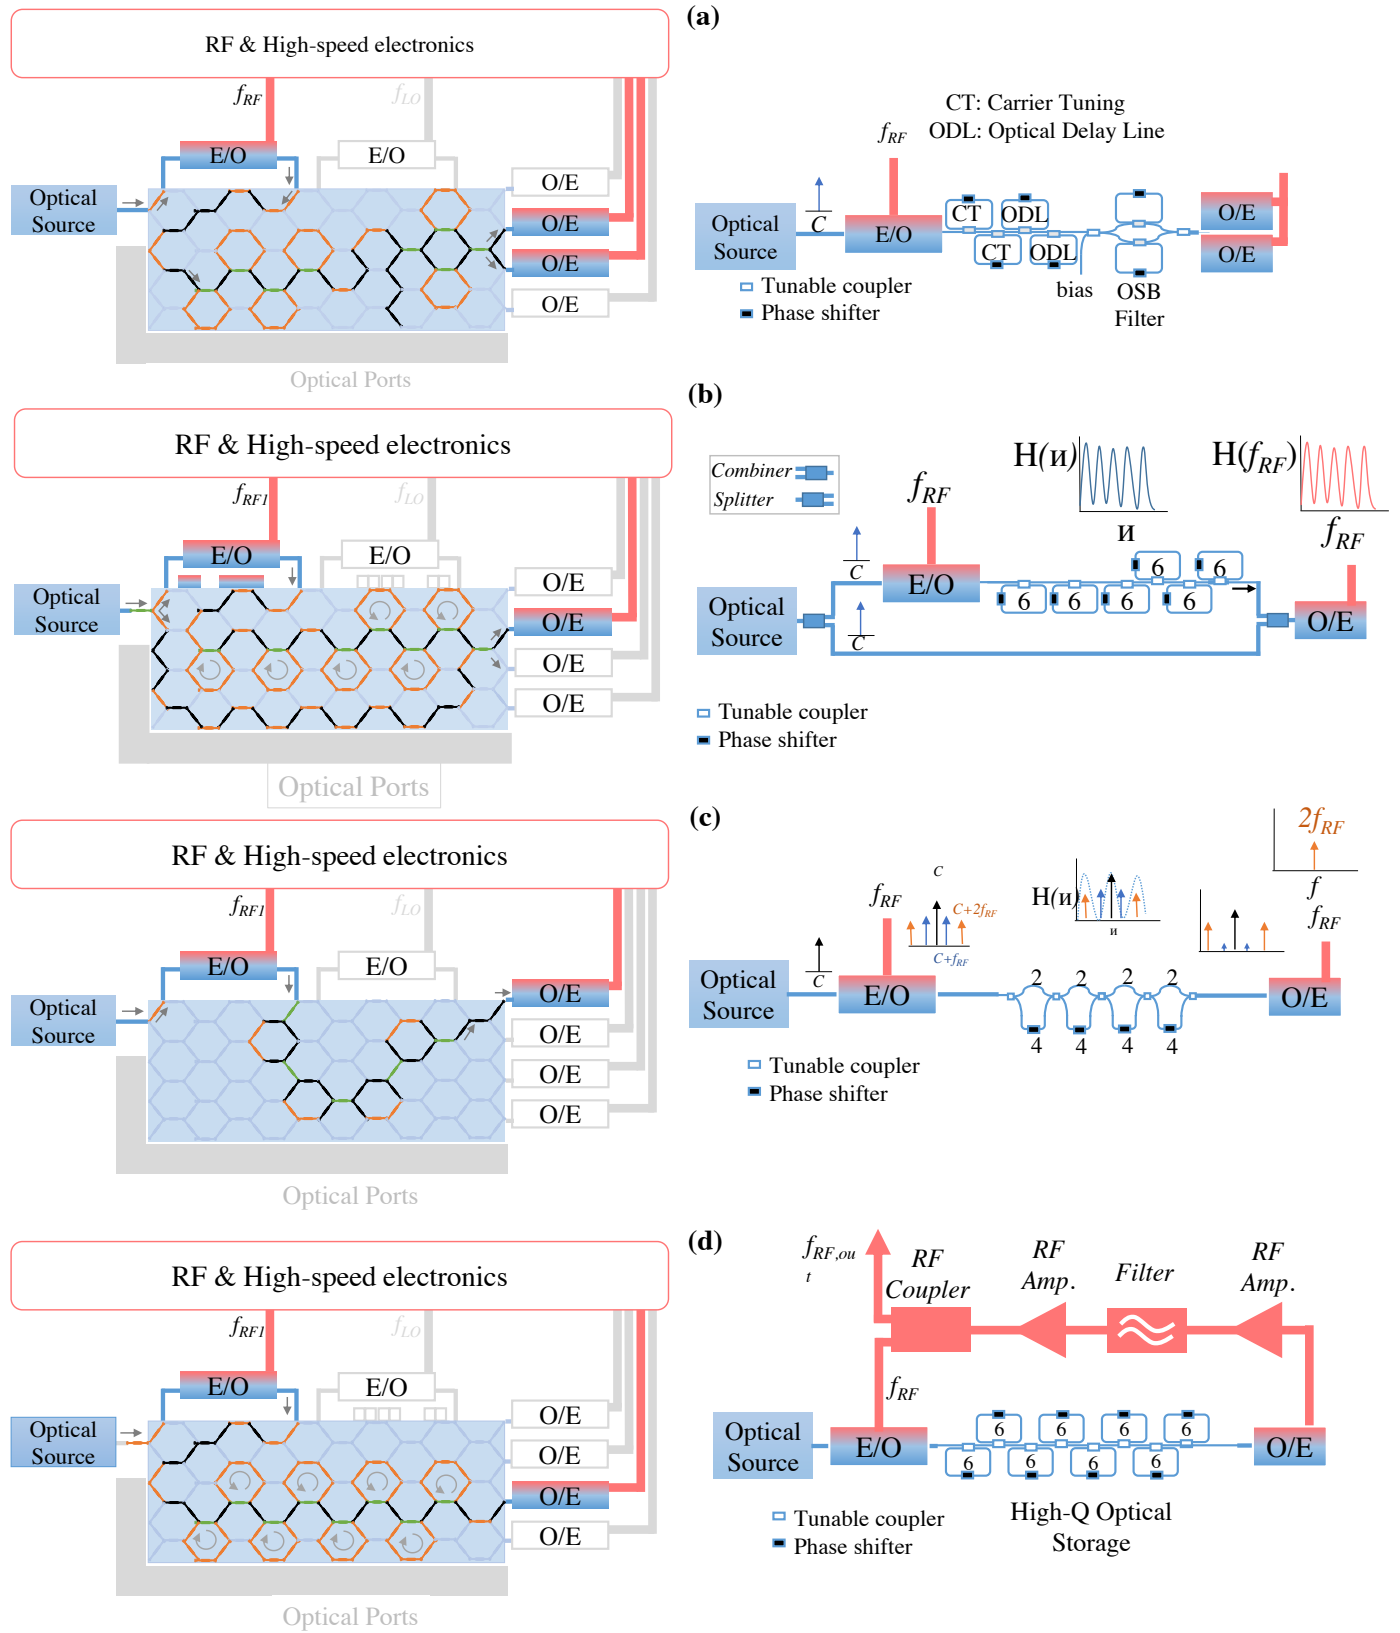 (a)
RF & High-speed electronics
fRF
fLO
E/O
E/O
Optical
Source
O/E
O/E
O/E
O/E
Optical Ports
CT: Carrier Tuning
ODL: Optical Delay Line
fRF
C
Optical
Source
E/O
CT
ODL
CT
ODL
bias
OSB
Filter
O/E
O/E
Tunable coupler
Phase shifter
(b)
RF & High-speed electronics
fRF1
fLO
E/O
E/O
Optical
Source
O/E
O/E
O/E
O/E
Optical Ports
Combiner
Splitter
fRF
H(и)
и
H(fRF)
fRF
C
C
Optical
Source
E/O
6
6
6
6
6
6
O/E
Tunable coupler
Phase shifter
(c)
RF & High-speed electronics
fRF1
fLO
E/O
E/O
Optical
Source
O/E
O/E
O/E
O/E
Optical Ports
fRF
C
C
C+2fRF
C+fRF
H(и)
и
2fRF
f
fRF
Optical
Source
E/O
2
2
2
2
4
4
4
4
O/E
Tunable coupler
Phase shifter
(d)
RF & High-speed electronics
fRF1
fLO
E/O
E/O
Optical
Source
O/E
O/E
O/E
O/E
Optical Ports
fRF,ou
t
RF
Coupler
RF
Amp.
Filter
RF
Amp.
fRF
Optical
Source
E/O
6
6
6
6
6
6
6
6
O/E
High-Q Optical
Storage
Tunable coupler
Phase shifter